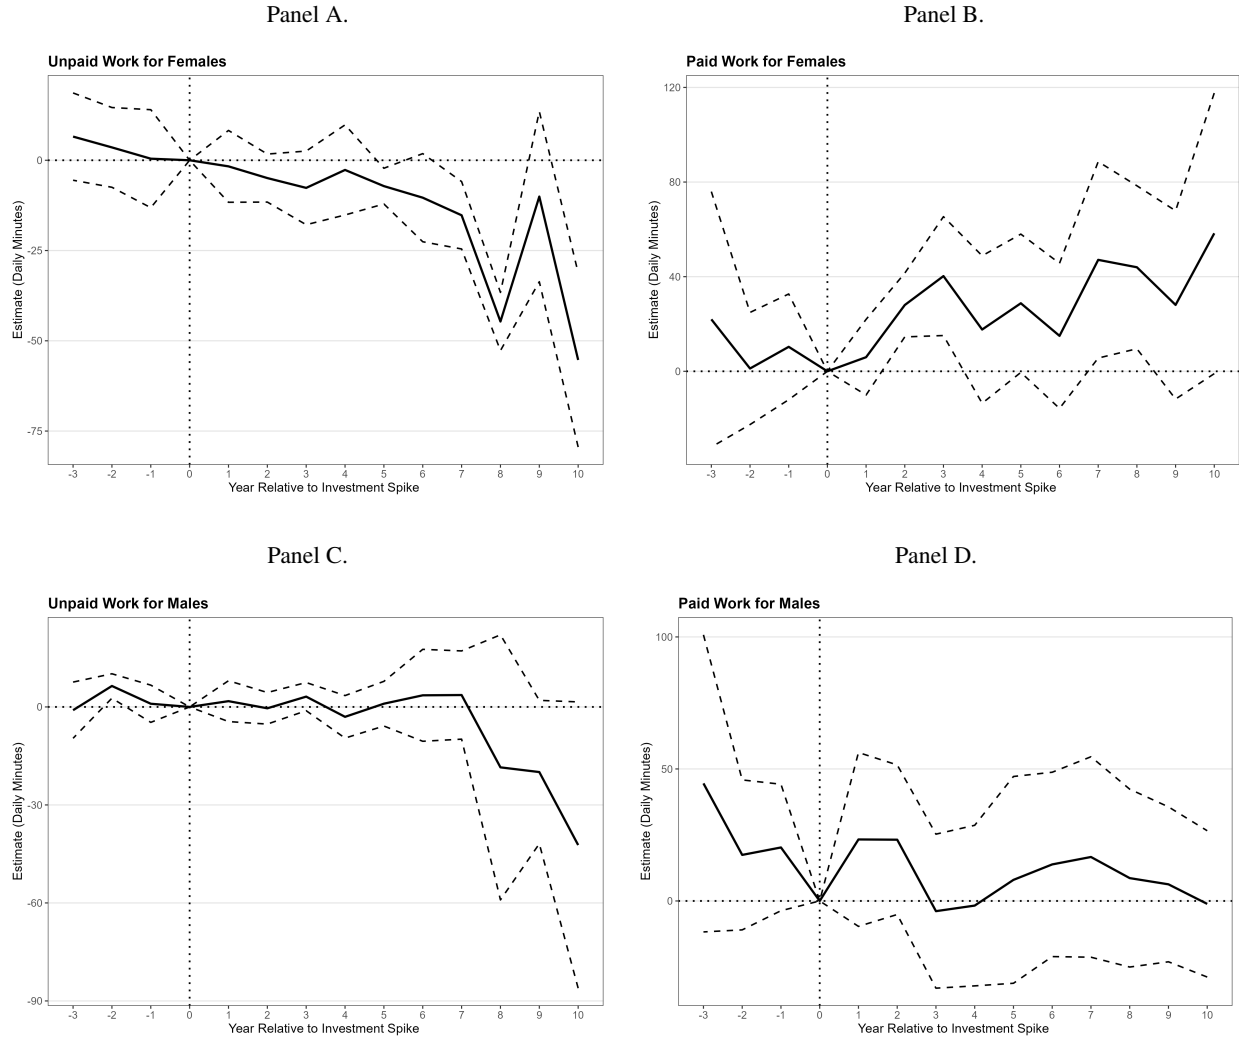 Panel A.
Panel B.
Unpaid Work for Females
Paid Work for Females
Estimate (Daily Minutes)
0
-25
-50
-75
-3 -2 -1 0 1 2 3 4 5 6 7 8 9 10
Year Relative to Investment Spike
Estimate (Daily Minutes)
120
80
40
0
-3 -2 -1 0 1 2 3 4 5 6 7 8 9 10
Year Relative to Investment Spike
Panel C.
Panel D.
Unpaid Work for Males
Paid Work for Males
Estimate (Daily Minutes)
0
-30
-60
-90
-3 -2 -1 0 1 2 3 4 5 6 7 8 9 10
Year Relative to Investment Spike
Estimate (Daily Minutes)
100
50
0
-3 -2 -1 0 1 2 3 4 5 6 7 8 9 10
Year Relative to Investment Spike